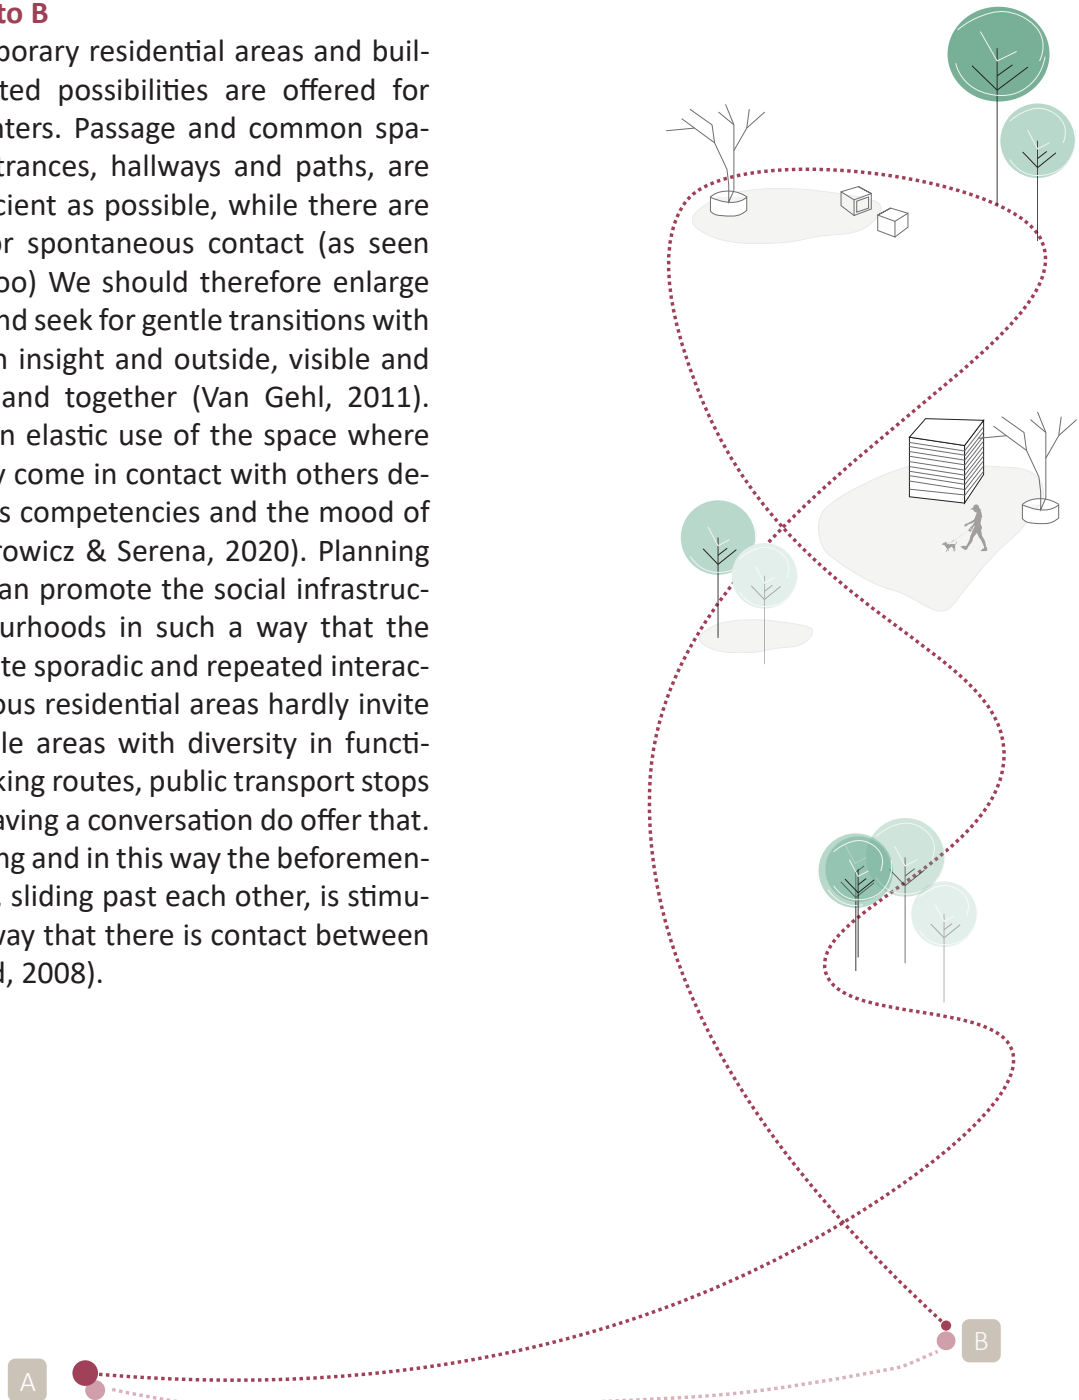 to B
porary residential areas and buil-
ted possibilities are offered for
nters. Passage and common spa-
trances, hallways and paths, are
cient as possible, while there are
or spontaneous contact (as seen
oo) We should therefore enlarge
nd seek for gentle transitions with
n insight and outside, visible and
and together (Van Gehl, 2011).
n elastic use of the space where
y come in contact with others de-
s competencies and the mood of
rowicz & Serena, 2020). Planning
an promote the social infrastruc-
urhoods in such a way that the
te sporadic and repeated interac-
ous residential areas hardly invite
le areas with diversity in functi-
king routes, public transport stops
aving a conversation do offer that.
ng and in this way the beforemen-
. sliding past each other, is stimu-
way that there is contact between
d, 2008).
B
A